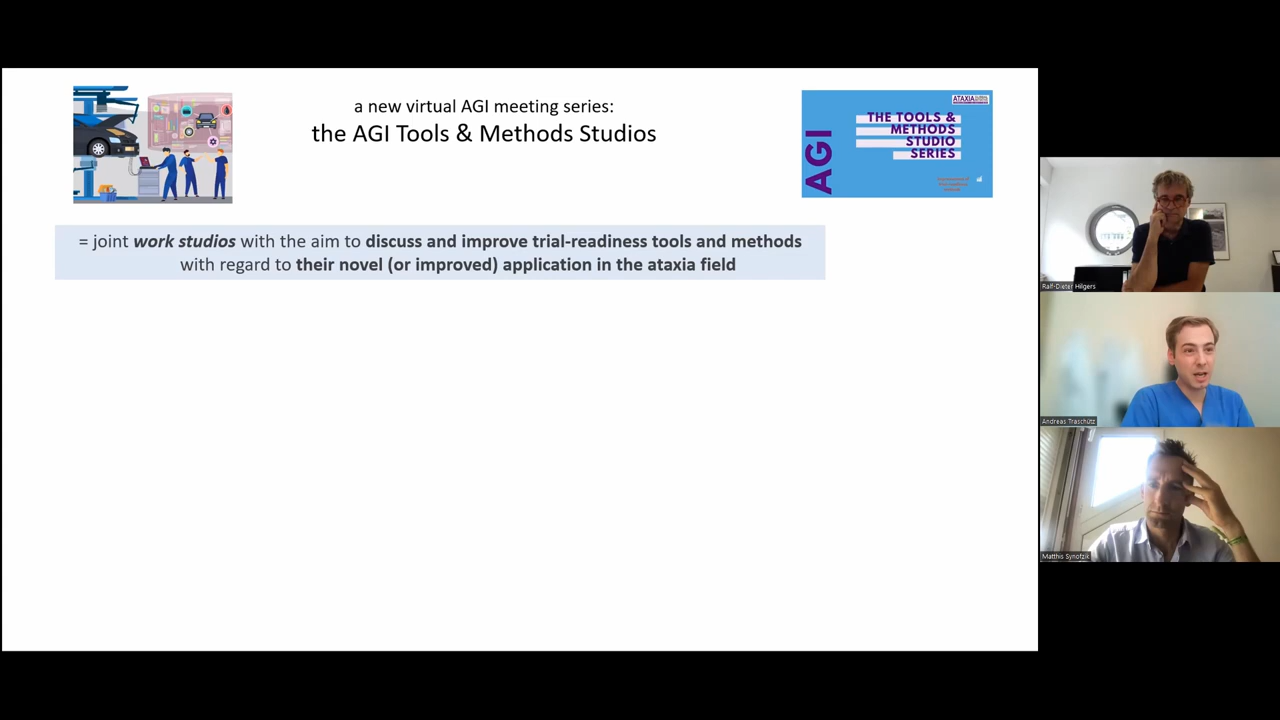 a new virtual AGI meeting series:
the AGI Tools & Methods Studios
ATAXIA
AGI
THE TOOLS &
METHODS
STUDIO
SERIES
= joint work studios with the aim to discuss and improve trial-readiness tools and methods
with regard to their novel (or improved) application in the ataxia field
Ralf-Dieter Hilgers
Andreas Traschütz
Matthis Synofzik